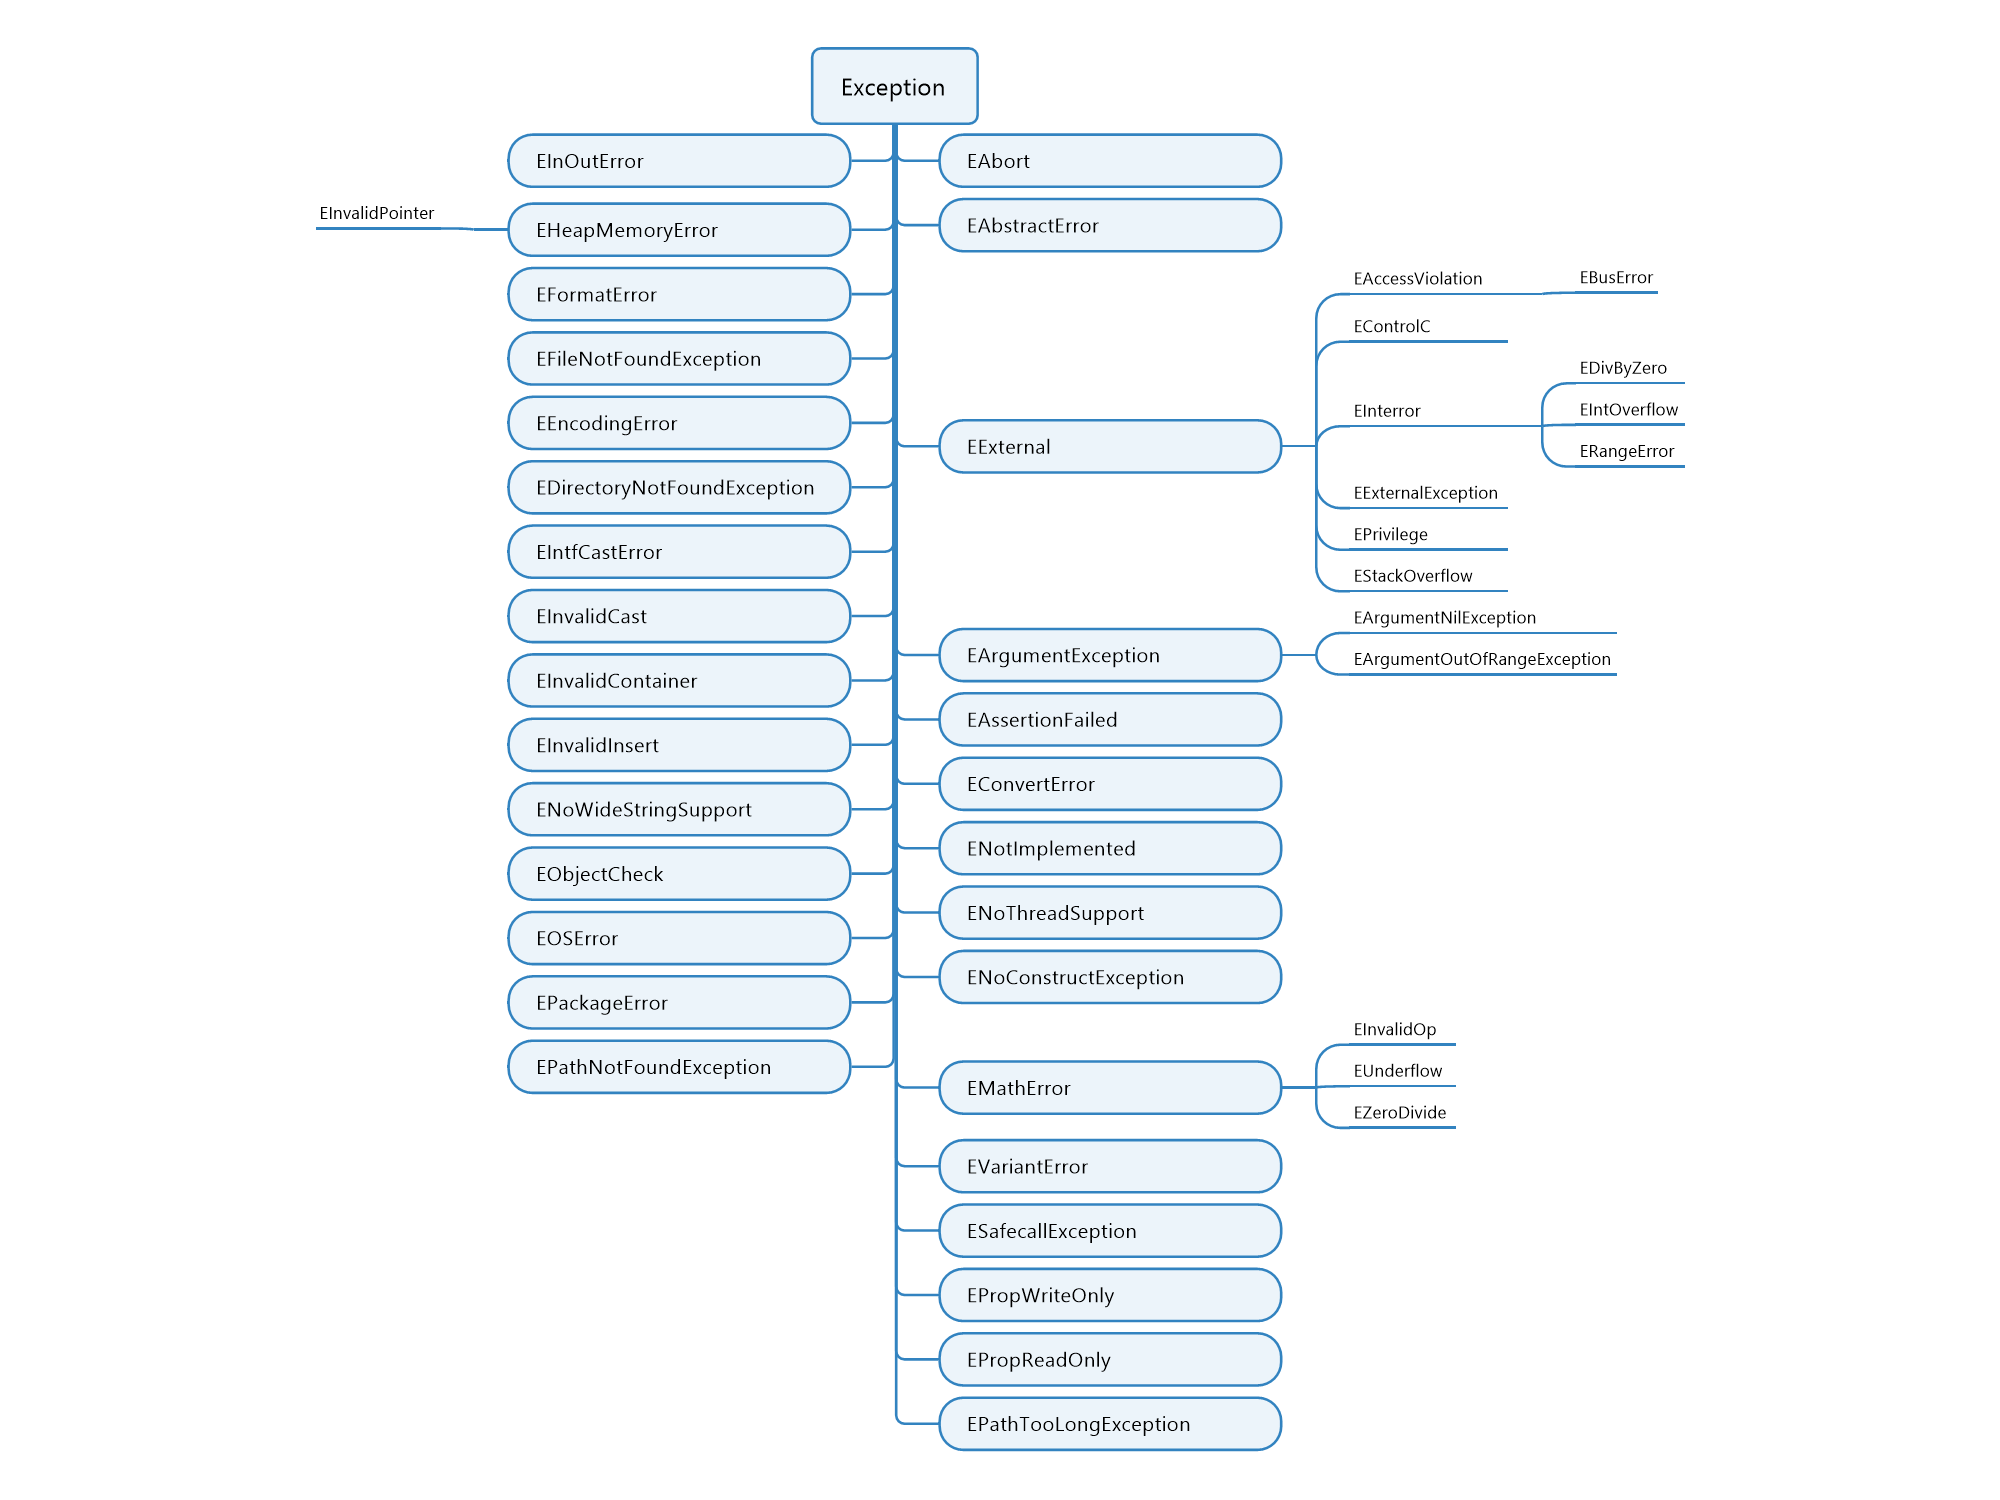 Exception
EInOutError
EInvalidPointer
EHeapMemoryError
EFormatError
EFileNotFoundException
EEncodingError
EDirectoryNotFoundException
EIntfCastError
EInvalidCast
EInvalidContainer
EInvalidInsert
ENoWideStringSupport
EObjectCheck
EOSError
EPackageError
EPathNotFoundException
EAbort
EAbstractError
EExternal
EAccessViolation
EBusError
EControlC
EInterror
EDivByZero
EIntOverflow
ERangeError
EExternalException
EPrivilege
EStackOverflow
EArgumentException
EArgumentNilException
EArgumentOutOfRangeException
EAssertionFailed
EConvertError
ENotImplemented
ENoThreadSupport
ENoConstructException
EMathError
EInvalidOp
EUnderflow
EZeroDivide
EVariantError
ESafecallException
EPropWriteOnly
EPropReadOnly
EPathTooLongException